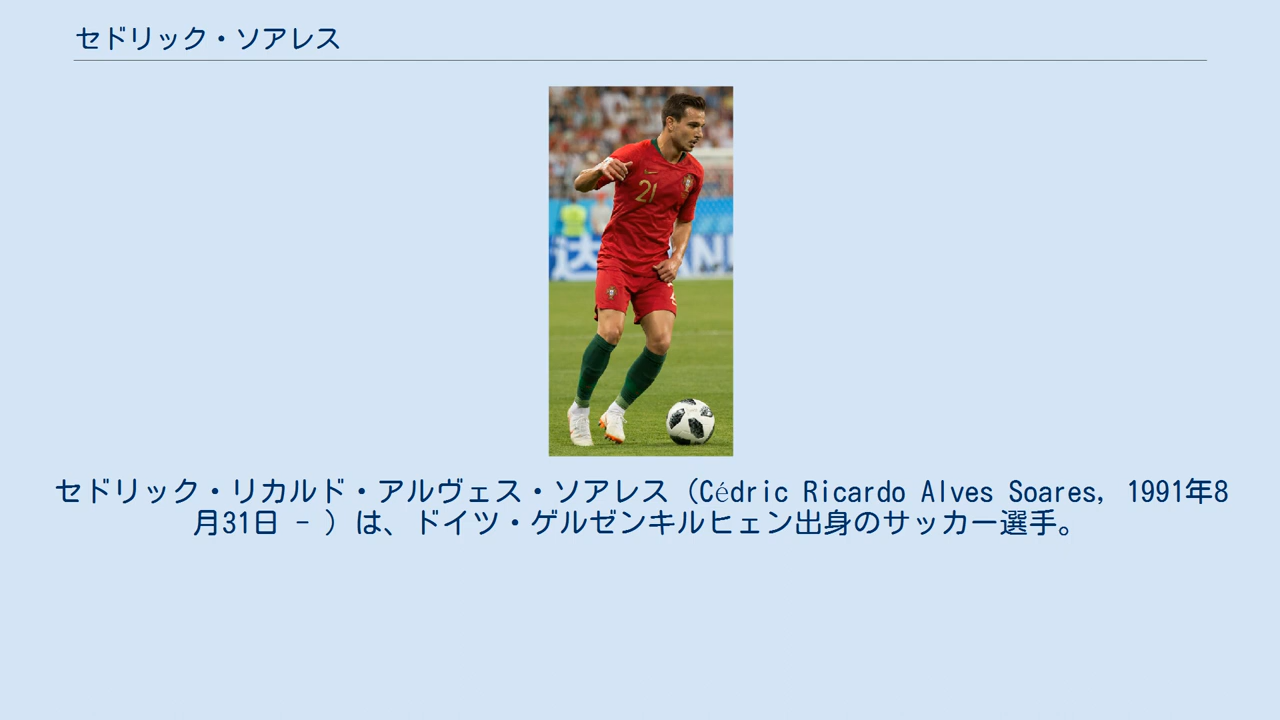 セドリック・ソアレス
21
达 AN
セドリック・リカルド・アルヴェス・ソアレス（Cédric Ricardo Alves Soares, 1991年8
月31日 - ）は、ドイツ・ゲルゼンキルヒェン出身のサッカー選手。